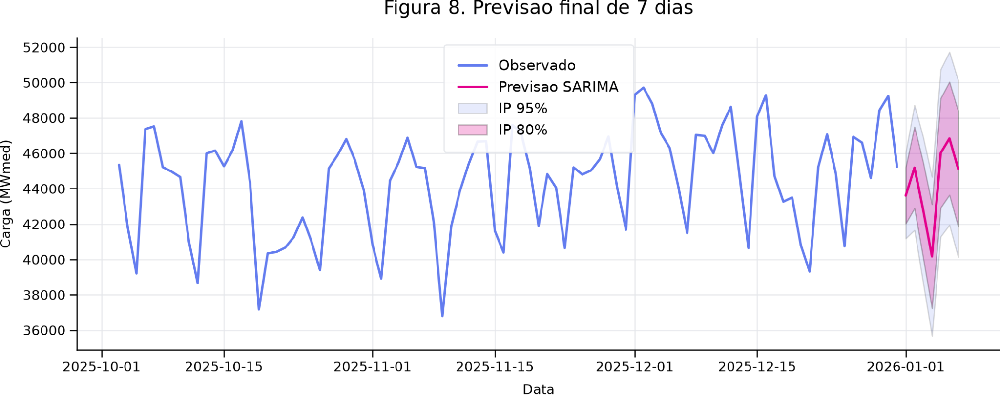 Figura 8. Previsao final de 7 dias
Carga (MWmed)
52000
50000
48000
46000
44000
42000
40000
38000
36000
Observado
Previsao SARIMA
IP 95%
IP 80%
2025-10-01 2025-10-15 2025-11-01 2025-11-15 2025-12-01 2025-12-15 2026-01-01
Data